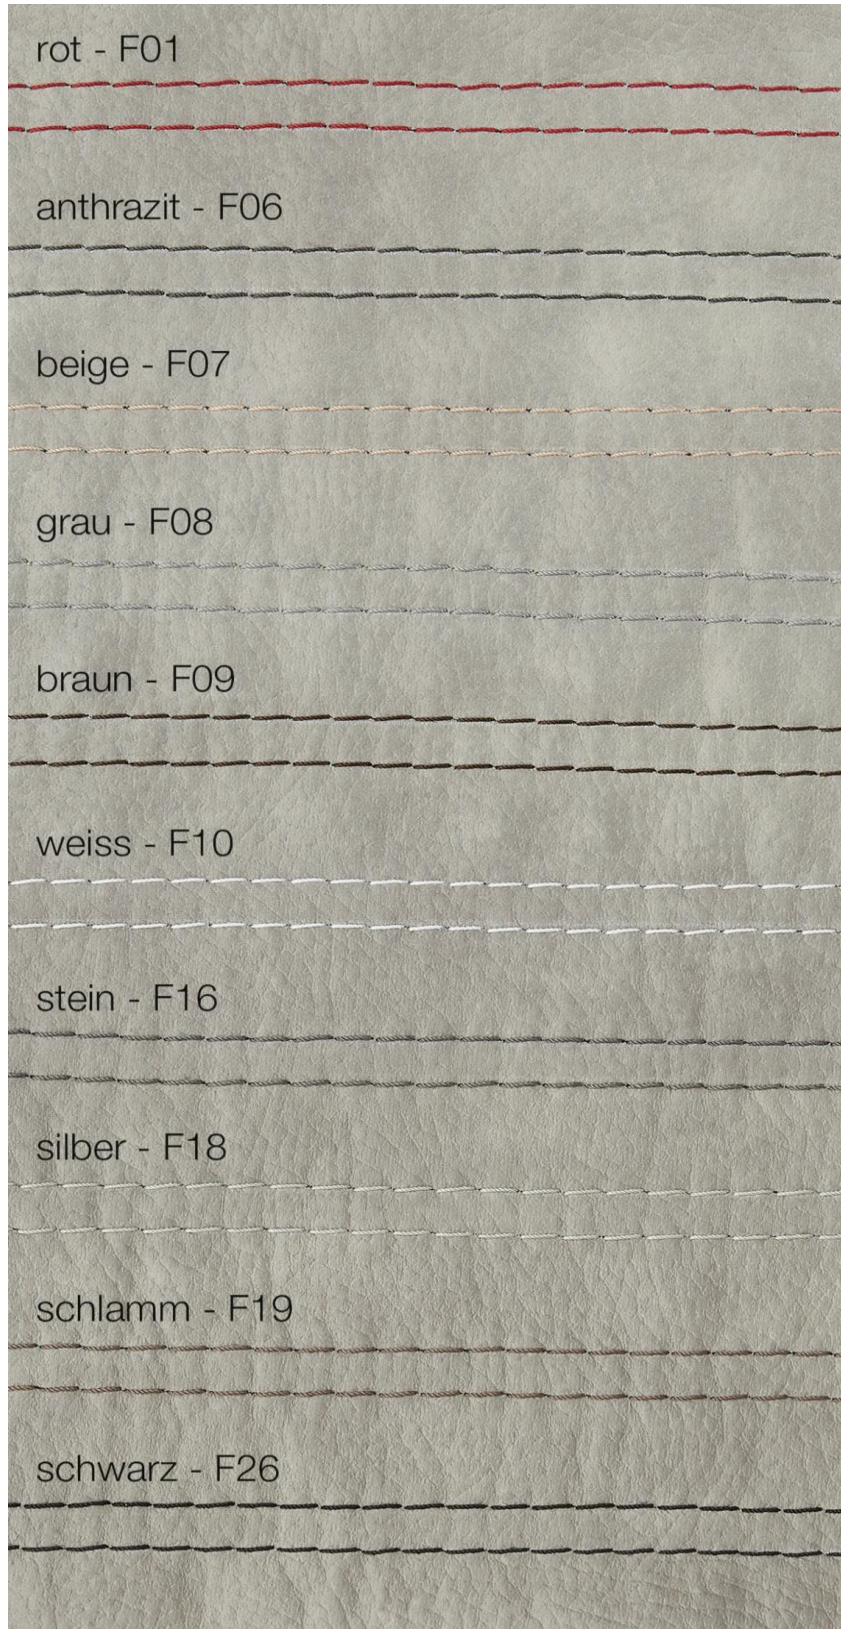 rot - F01
anthrazit - F06
beige - F07
grau - F08
braun - F09
weiss - F10
stein - F16
silber - F18
schlamm - F19
schwarz - F26